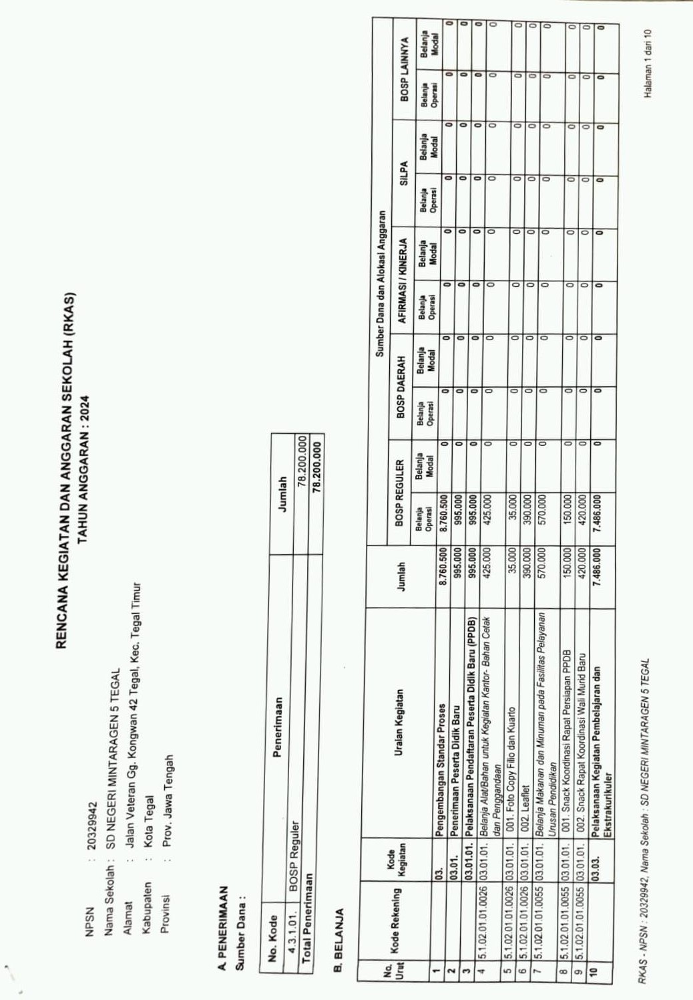 RENCANA KEGIATAN DAN ANGGARAN SEKOLAH (RKAS)
TAHUN ANGGARAN : 2024
NPSN : 20329942
Nama Sekolah : SD NEGERI MINTARAGEN 5 TEGAL
Alamat : Jalan Veteran Gg. Kongwan 42 Tegal, Kec. Tegal Timur
Kabupaten : Kota Tegal
Provinsi : Prov. Jawa Tengah
A. PENERIMAAN
Sumber Dana :
No. Kode Penerimaan Jumlah
4.3.1.01. BOSP Reguler 78.200.000
Total Penerimaan 78.200.000
B. BELANJA
Sumber Dana dan Alokasi Anggaran
No. Urut Kode Rekening Kode Kegiatan Uraian Kegiatan Jumlah BOSP REGULER BOSP DAERAH AFIRMASI / KINERJA SILPA BOSP LAINNYA
Belanja Operasi Belanja Modal Belanja Operasi Belanja Modal Belanja Operasi Belanja Modal Belanja Operasi Belanja Modal Belanja Operasi Belanja Modal
1 03. Pengembangan Standar Proses 8.760.500 8.760.500 0 0 0 0 0 0 0 0 0
2 03.01. Penerimaan Peserta Didik Baru 995.000 995.000 0 0 0 0 0 0 0 0 0
3 03.01.01. Pelaksanaan Pendaftaran Peserta Didik Baru (PPDB) 995.000 995.000 0 0 0 0 0 0 0 0 0
4 5.1.02.01.01.0026 03.01.01. Belanja Alat/Bahan untuk Kegiatan Kantor- Bahan Cetak 425.000 425.000 0 0 0 0 0 0 0 0 0
dan Penggandaan
5 5.1.02.01.01.0026 03.01.01. 001. Foto Copy Filio dan Kuarto 35.000 35.000 0 0 0 0 0 0 0 0 0
6 5.1.02.01.01.0026 03.01.01. 002. Leaflet 390.000 390.000 0 0 0 0 0 0 0 0 0
7 5.1.02.01.01.0055 03.01.01. Belanja Makanan dan Minuman pada Fasilitas Pelayanan 570.000 570.000 0 0 0 0 0 0 0 0 0
Urusan Pendidikan
8 5.1.02.01.01.0055 03.01.01. 001. Snack Koordinasi Rapat Persiapan PPDB 150.000 150.000 0 0 0 0 0 0 0 0 0
9 5.1.02.01.01.0055 03.01.01. 002. Snack Rapat Koordinasi Wali Murid Baru 420.000 420.000 0 0 0 0 0 0 0 0 0
10 03.03. Pelaksanaan Kegiatan Pembelajaran dan 7.486.000 7.486.000 0 0 0 0 0 0 0 0 0
Ekstrakurikuler
RKAS - NPSN : 20329942, Nama Sekolah : SD NEGERI MINTARAGEN 5 TEGAL Halaman 1 dari 10